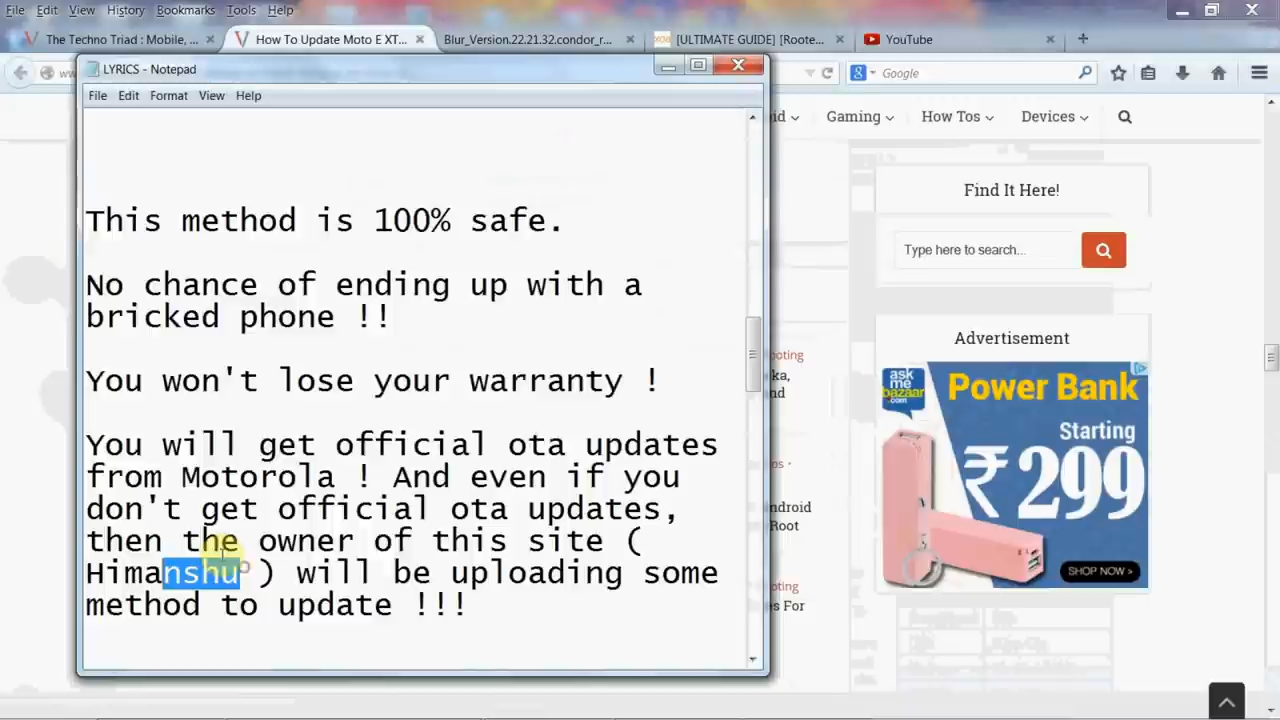 File Edit View History Bookmarks Tools Help
The Techno Triad : Mobile, ... × How To Update Moto E XT... × Blur_Version.22.21.32.condor_r... × [ULTIMATE GUIDE] [Roote... × YouTube × +
LYRICS - Notepad
Google
File Edit Format View Help
Gaming How Tos Devices
This method is 100% safe.
No chance of ending up with a
bricked phone !!
You won't lose your warranty !
You will get official ota updates
from Motorola ! And even if you
don't get official ota updates,
then the owner of this site (
Himanshu ) will be uploading some
method to update !!!
Find It Here!
Type here to search...
Advertisement
ask me bazaar.com
Power Bank
Starting
₹299
SHOP NOW >